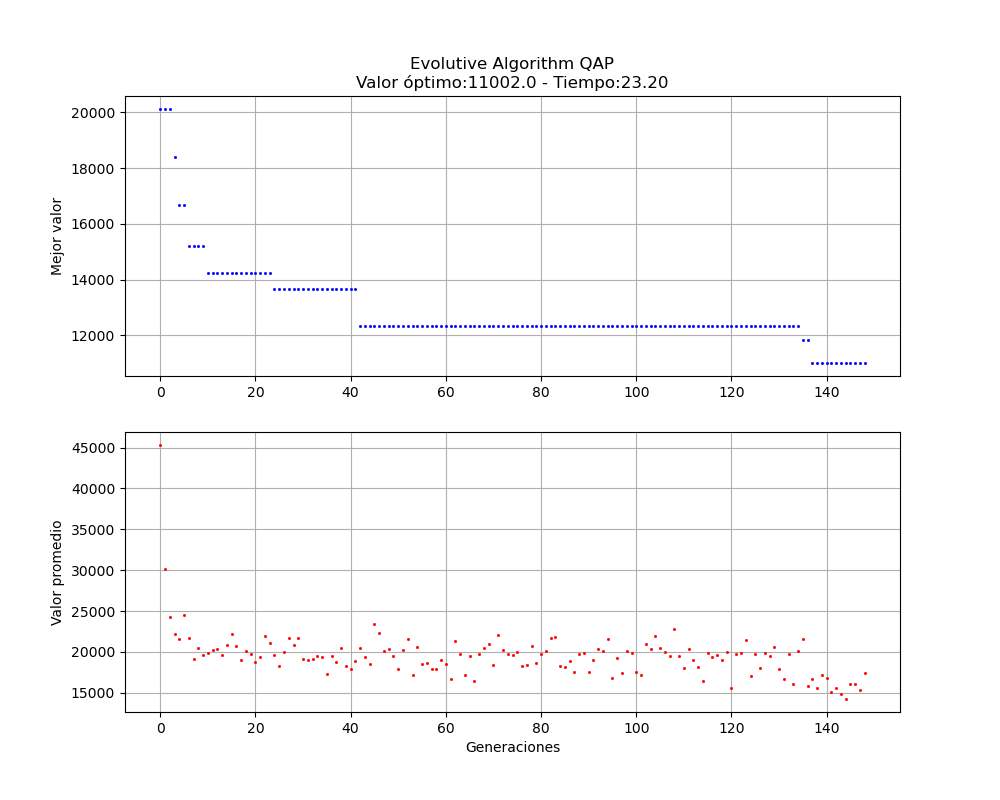 Evolutive Algorithm QAP
Valor óptimo:11002.0 - Tiempo:23.20
20000
18000
16000
14000
12000
Mejor valor
0 20 40 60 80 100 120 140
45000
40000
35000
30000
25000
20000
15000
Valor promedio
0 20 40 60 80 100 120 140
Generaciones